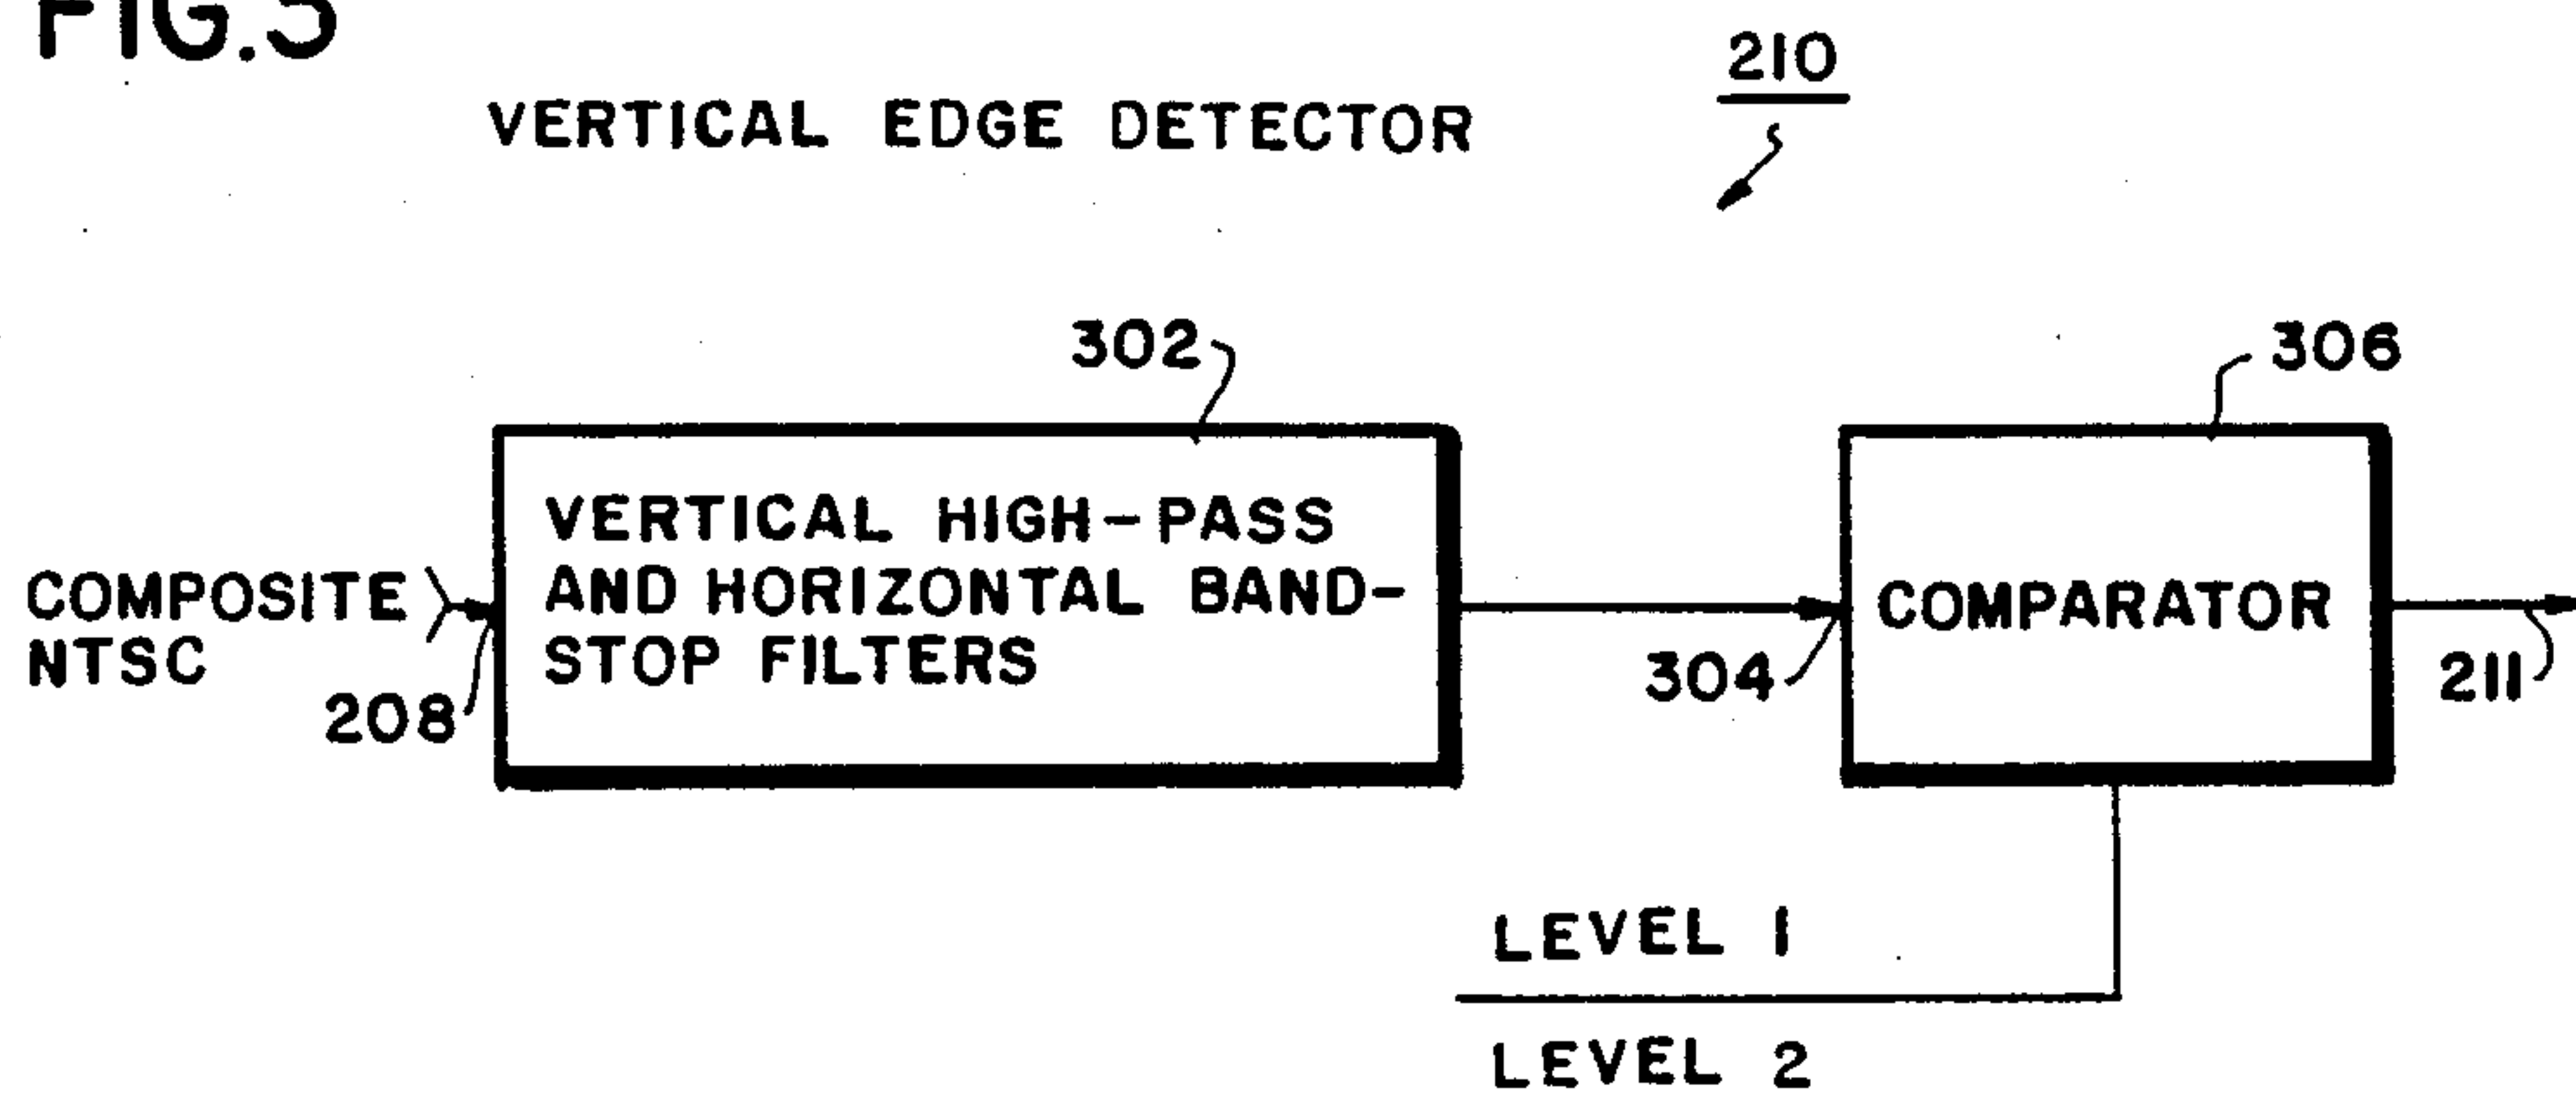 FIG.3
210
VERTICAL EDGE DETECTOR
302
306
VERTICAL HIGH-PASS
AND HORIZONTAL BAND-
STOP FILTERS
COMPOSITE
NTSC
208
304
COMPARATOR
211
LEVEL 1
LEVEL 2